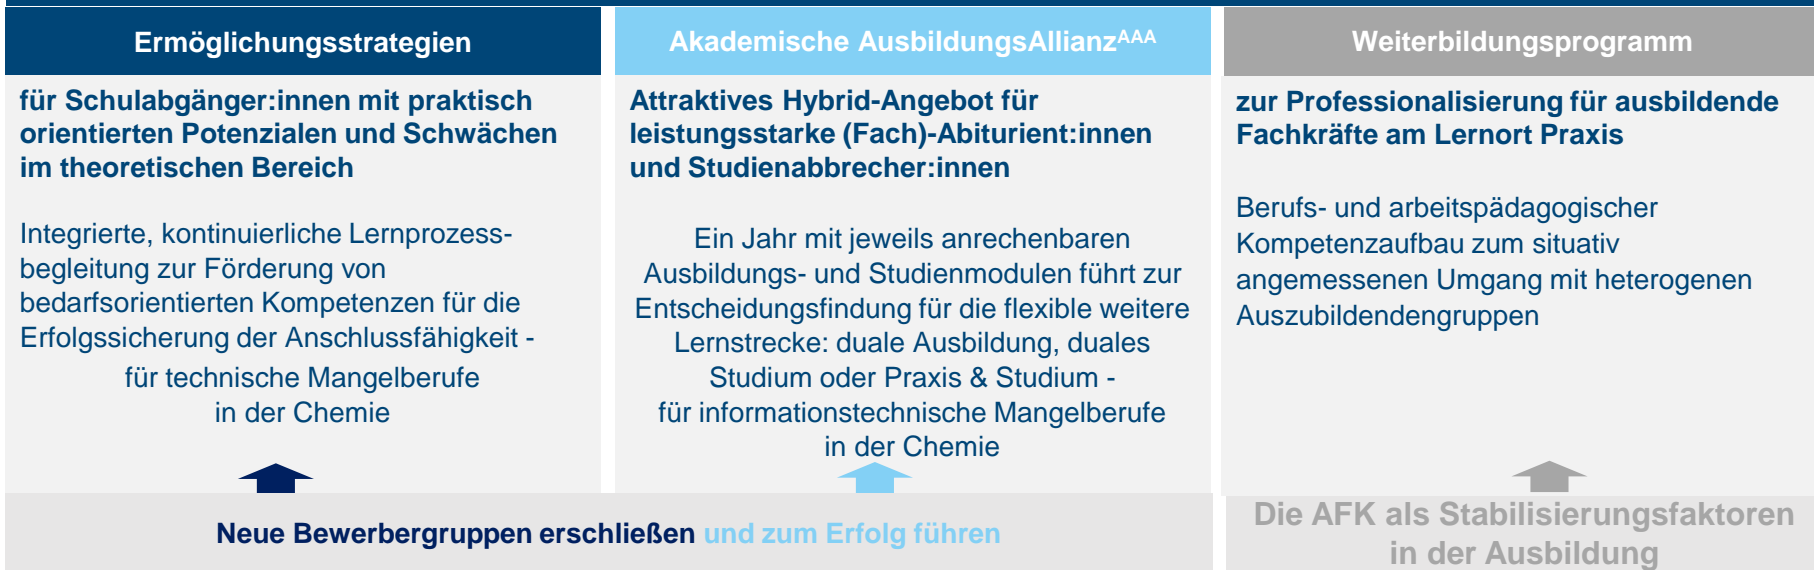 Ermöglichungsstrategien
für Schulabgänger:innen mit praktisch
orientierten Potenzialen und Schwächen
im theoretischen Bereich
Integrierte, kontinuierliche Lernprozess-
begleitung zur Förderung von
bedarfsorientierten Kompetenzen für die
Erfolgssicherung der Anschlussfähigkeit -
für technische Mangelberufe
in der Chemie
Akademische AusbildungsAllianzAAA
Attraktives Hybrid-Angebot für
leistungsstarke (Fach)-Abiturient:innen
und Studienabbrecher:innen
Ein Jahr mit jeweils anrechenbaren
Ausbildungs- und Studienmodulen führt zur
Entscheidungsfindung für die flexible weitere
Lernstrecke: duale Ausbildung, duales
Studium oder Praxis & Studium -
für informationstechnische Mangelberufe
in der Chemie
Weiterbildungsprogramm
zur Professionalisierung für ausbildende
Fachkräfte am Lernort Praxis
Berufs- und arbeitspädagogischer
Kompetenzaufbau zum situativ
angemessenen Umgang mit heterogenen
Auszubildendengruppen
Neue Bewerbergruppen erschließen und zum Erfolg führen
Die AFK als Stabilisierungsfaktoren
in der Ausbildung